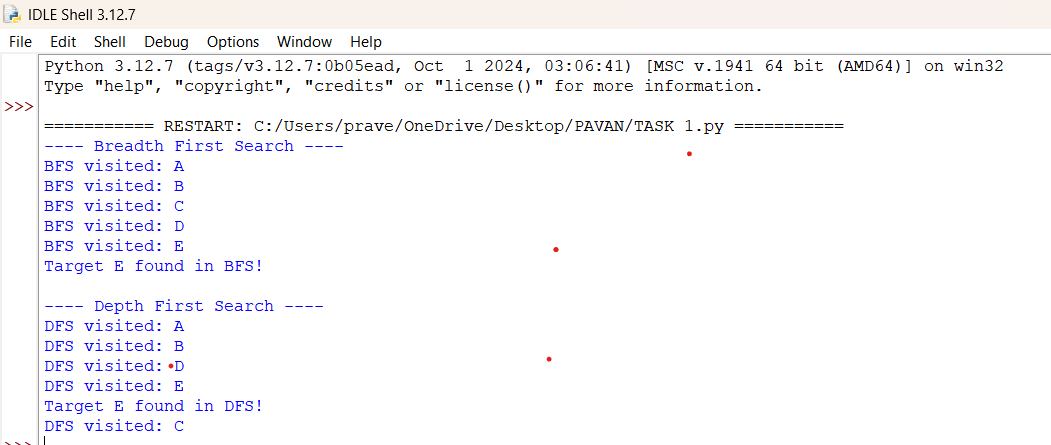 IDLE Shell 3.12.7
File Edit Shell Debug Options Window Help
Python 3.12.7 (tags/v3.12.7:0b05ead, Oct  1 2024, 03:06:41) [MSC v.1941 64 bit (AMD64)] on win32
Type "help", "copyright", "credits" or "license()" for more information.
>>>
=========== RESTART: C:/Users/prave/OneDrive/Desktop/PAVAN/TASK 1.py ===========
---- Breadth First Search ----
BFS visited: A
BFS visited: B
BFS visited: C
BFS visited: D
BFS visited: E
Target E found in BFS!
---- Depth First Search ----
DFS visited: A
DFS visited: B
DFS visited: D
DFS visited: E
Target E found in DFS!
DFS visited: C
>>>